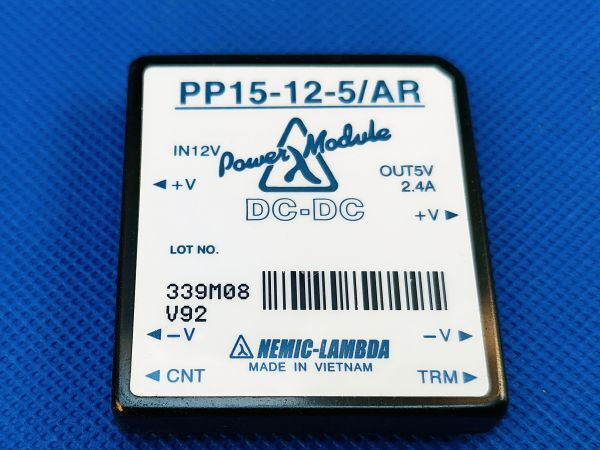 PP15-12-5/AR
IN12V
Power Module
OUT5V
2.4A
◄+V
+V►
DC-DC
LOT NO.
339M08
V92
◄-V
-V►
NEMIC-LAMBDA
MADE IN VIETNAM
◄CNT
TRM►